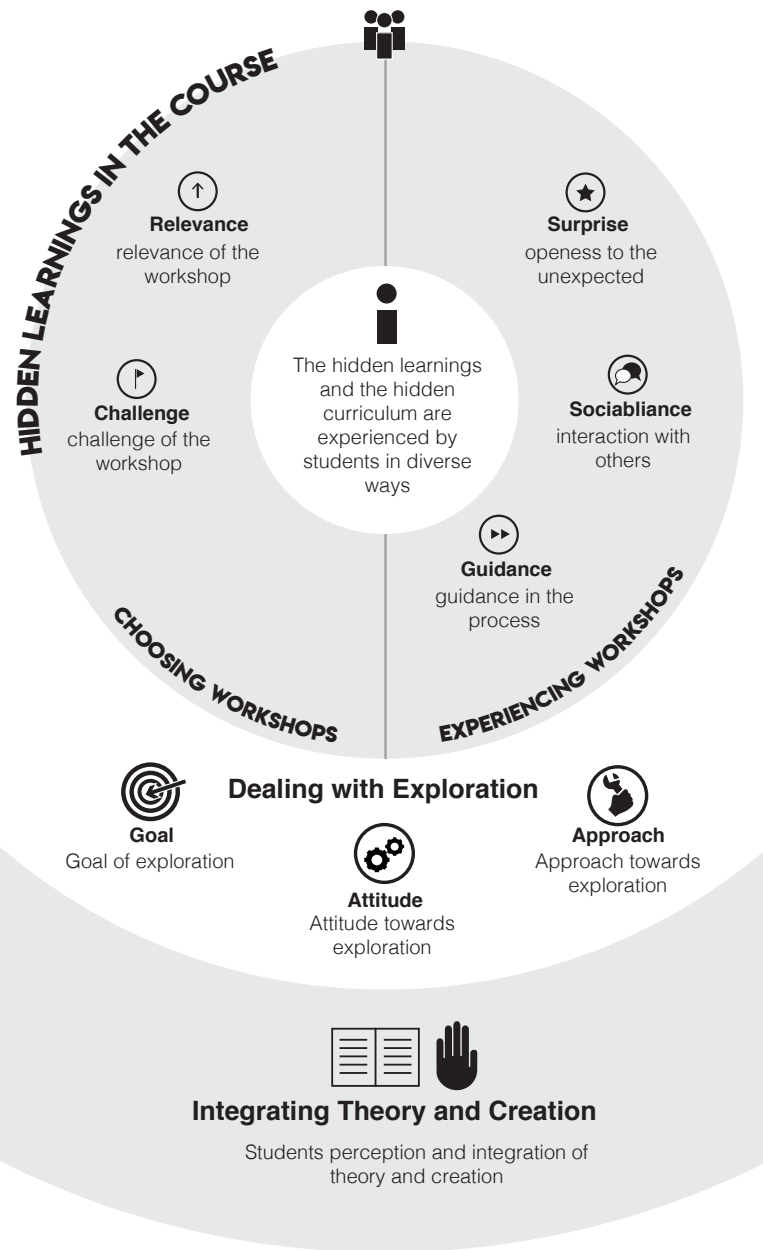 HIDDEN LEARNINGS IN THE COURSE
Relevance
relevance of the
workshop
Challenge
challenge of the
workshop
CHOOSING WORKSHOPS
The hidden learnings
and the hidden
curriculum are
experienced by
students in diverse
ways
Surprise
openess to the
unexpected
Sociabliance
interaction with
others
Guidance
guidance in the
process
EXPERIENCING WORKSHOPS
Dealing with Exploration
Goal
Goal of exploration
Attitude
Attitude towards
exploration
Approach
Approach towards
exploration
Integrating Theory and Creation
Students perception and integration of
theory and creation